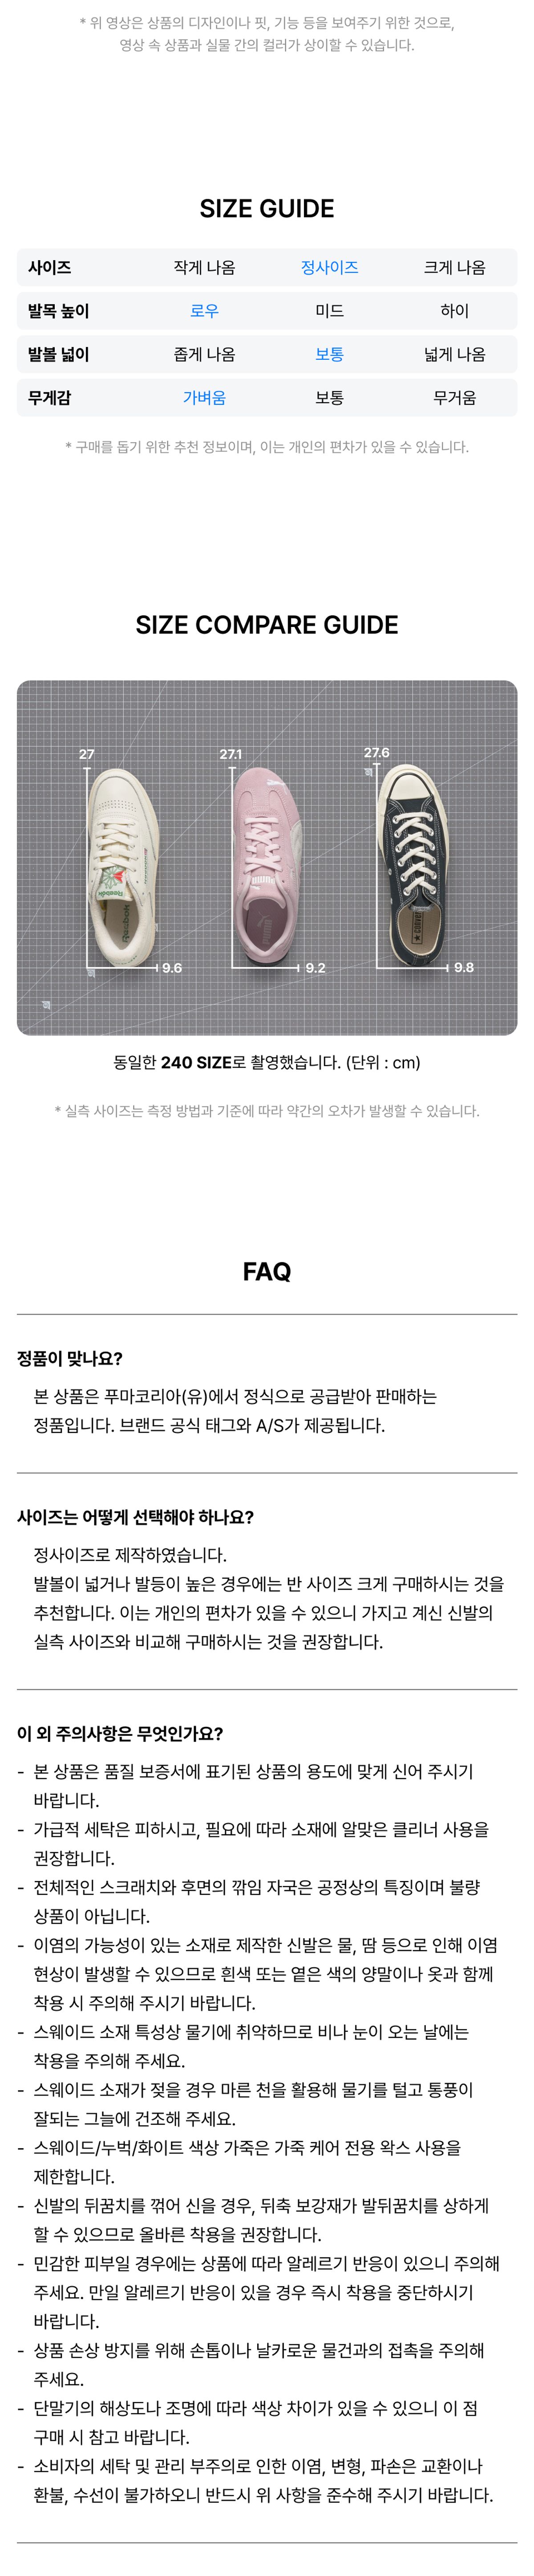 * 위 영상은 상품의 디자인이나 핏, 기능 등을 보여주기 위한 것으로,
영상 속 상품과 실물 간의 컬러가 상이할 수 있습니다.
SIZE GUIDE
사이즈 작게 나옴 정사이즈 크게 나옴
발목 높이 로우 미드 하이
발볼 넓이 좁게 나옴 보통 넓게 나옴
무게감 가벼움 보통 무거움
* 구매를 돕기 위한 추천 정보이며, 이는 개인의 편차가 있을 수 있습니다.
SIZE COMPARE GUIDE
27 27.1 27.6
Reebok
9.6 9.2 9.8
동일한 240 SIZE로 촬영했습니다. (단위 : cm)
* 실측 사이즈는 측정 방법과 기준에 따라 약간의 오차가 발생할 수 있습니다.
FAQ
정품이 맞나요?
본 상품은 푸마코리아(유)에서 정식으로 공급받아 판매하는
정품입니다. 브랜드 공식 태그와 A/S가 제공됩니다.
사이즈는 어떻게 선택해야 하나요?
정사이즈로 제작하였습니다.
발볼이 넓거나 발등이 높은 경우에는 반 사이즈 크게 구매하시는 것을
추천합니다. 이는 개인의 편차가 있을 수 있으니 가지고 계신 신발의
실측 사이즈와 비교해 구매하시는 것을 권장합니다.
이 외 주의사항은 무엇인가요?
- 본 상품은 품질 보증서에 표기된 상품의 용도에 맞게 신어 주시기
바랍니다.
- 가급적 세탁은 피하시고, 필요에 따라 소재에 알맞은 클리너 사용을
권장합니다.
- 전체적인 스크래치와 후면의 깎임 자국은 공정상의 특징이며 불량
상품이 아닙니다.
- 이염의 가능성이 있는 소재로 제작한 신발은 물, 땀 등으로 인해 이염
현상이 발생할 수 있으므로 흰색 또는 옅은 색의 양말이나 옷과 함께
착용 시 주의해 주시기 바랍니다.
- 스웨이드 소재 특성상 물기에 취약하므로 비나 눈이 오는 날에는
착용을 주의해 주세요.
- 스웨이드 소재가 젖을 경우 마른 천을 활용해 물기를 털고 통풍이
잘되는 그늘에 건조해 주세요.
- 스웨이드/누벅/화이트 색상 가죽은 가죽 케어 전용 왁스 사용을
제한합니다.
- 신발의 뒤꿈치를 꺾어 신을 경우, 뒤축 보강재가 발뒤꿈치를 상하게
할 수 있으므로 올바른 착용을 권장합니다.
- 민감한 피부일 경우에는 상품에 따라 알레르기 반응이 있으니 주의해
주세요. 만일 알레르기 반응이 있을 경우 즉시 착용을 중단하시기
바랍니다.
- 상품 손상 방지를 위해 손톱이나 날카로운 물건과의 접촉을 주의해
주세요.
- 단말기의 해상도나 조명에 따라 색상 차이가 있을 수 있으니 이 점
구매 시 참고 바랍니다.
- 소비자의 세탁 및 관리 부주의로 인한 이염, 변형, 파손은 교환이나
환불, 수선이 불가하오니 반드시 위 사항을 준수해 주시기 바랍니다.